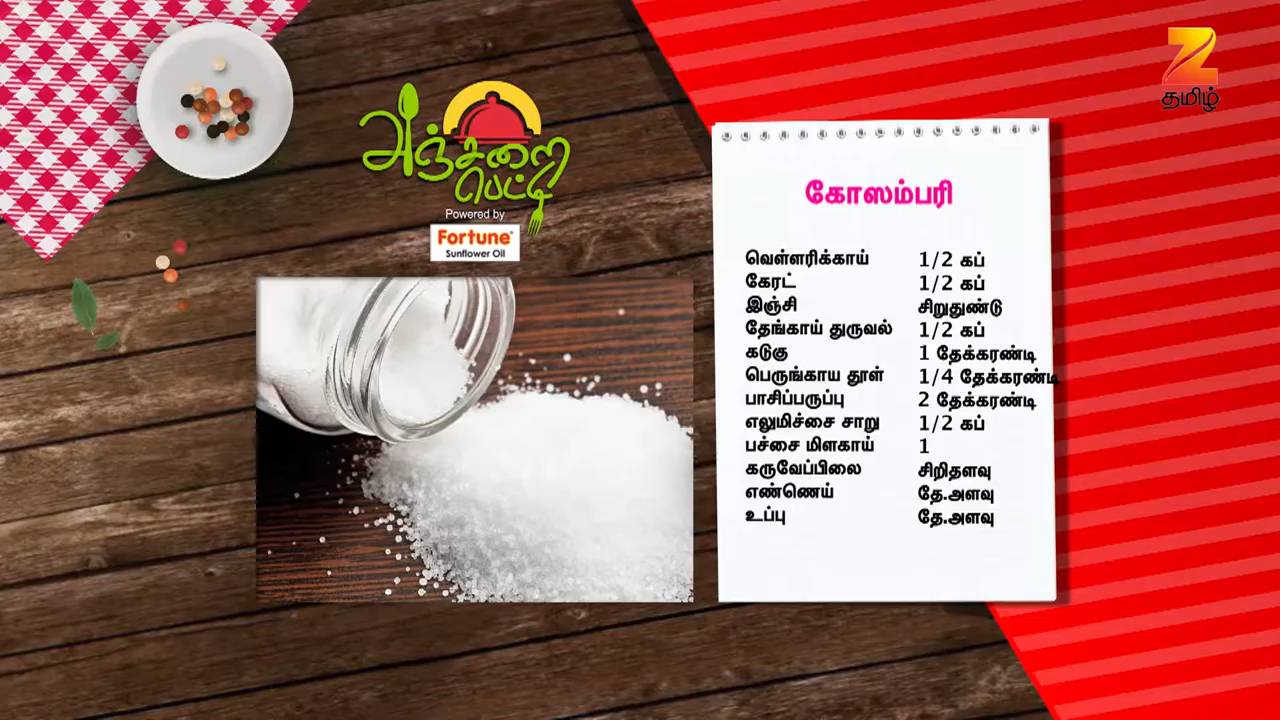 தமிழ்
அஞ்சறை
பெட்டி
Powered by
Fortune
Sunflower Oil
கோஸம்பரி
வெள்ளரிக்காய் 1/2 கப்
கேரட் 1/2 கப்
இஞ்சி சிறுதுண்டு
தேங்காய் துருவல் 1/2 கப்
கடுகு 1 தேக்கரண்டி
பெருங்காய தூள் 1/4 தேக்கரண்டி
பாசிப்பருப்பு 2 தேக்கரண்டி
எலுமிச்சை சாறு 1/2 கப்
பச்சை மிளகாய் 1
கருவேப்பிலை சிறிதளவு
எண்ணெய் தே.அளவு
உப்பு தே.அளவு